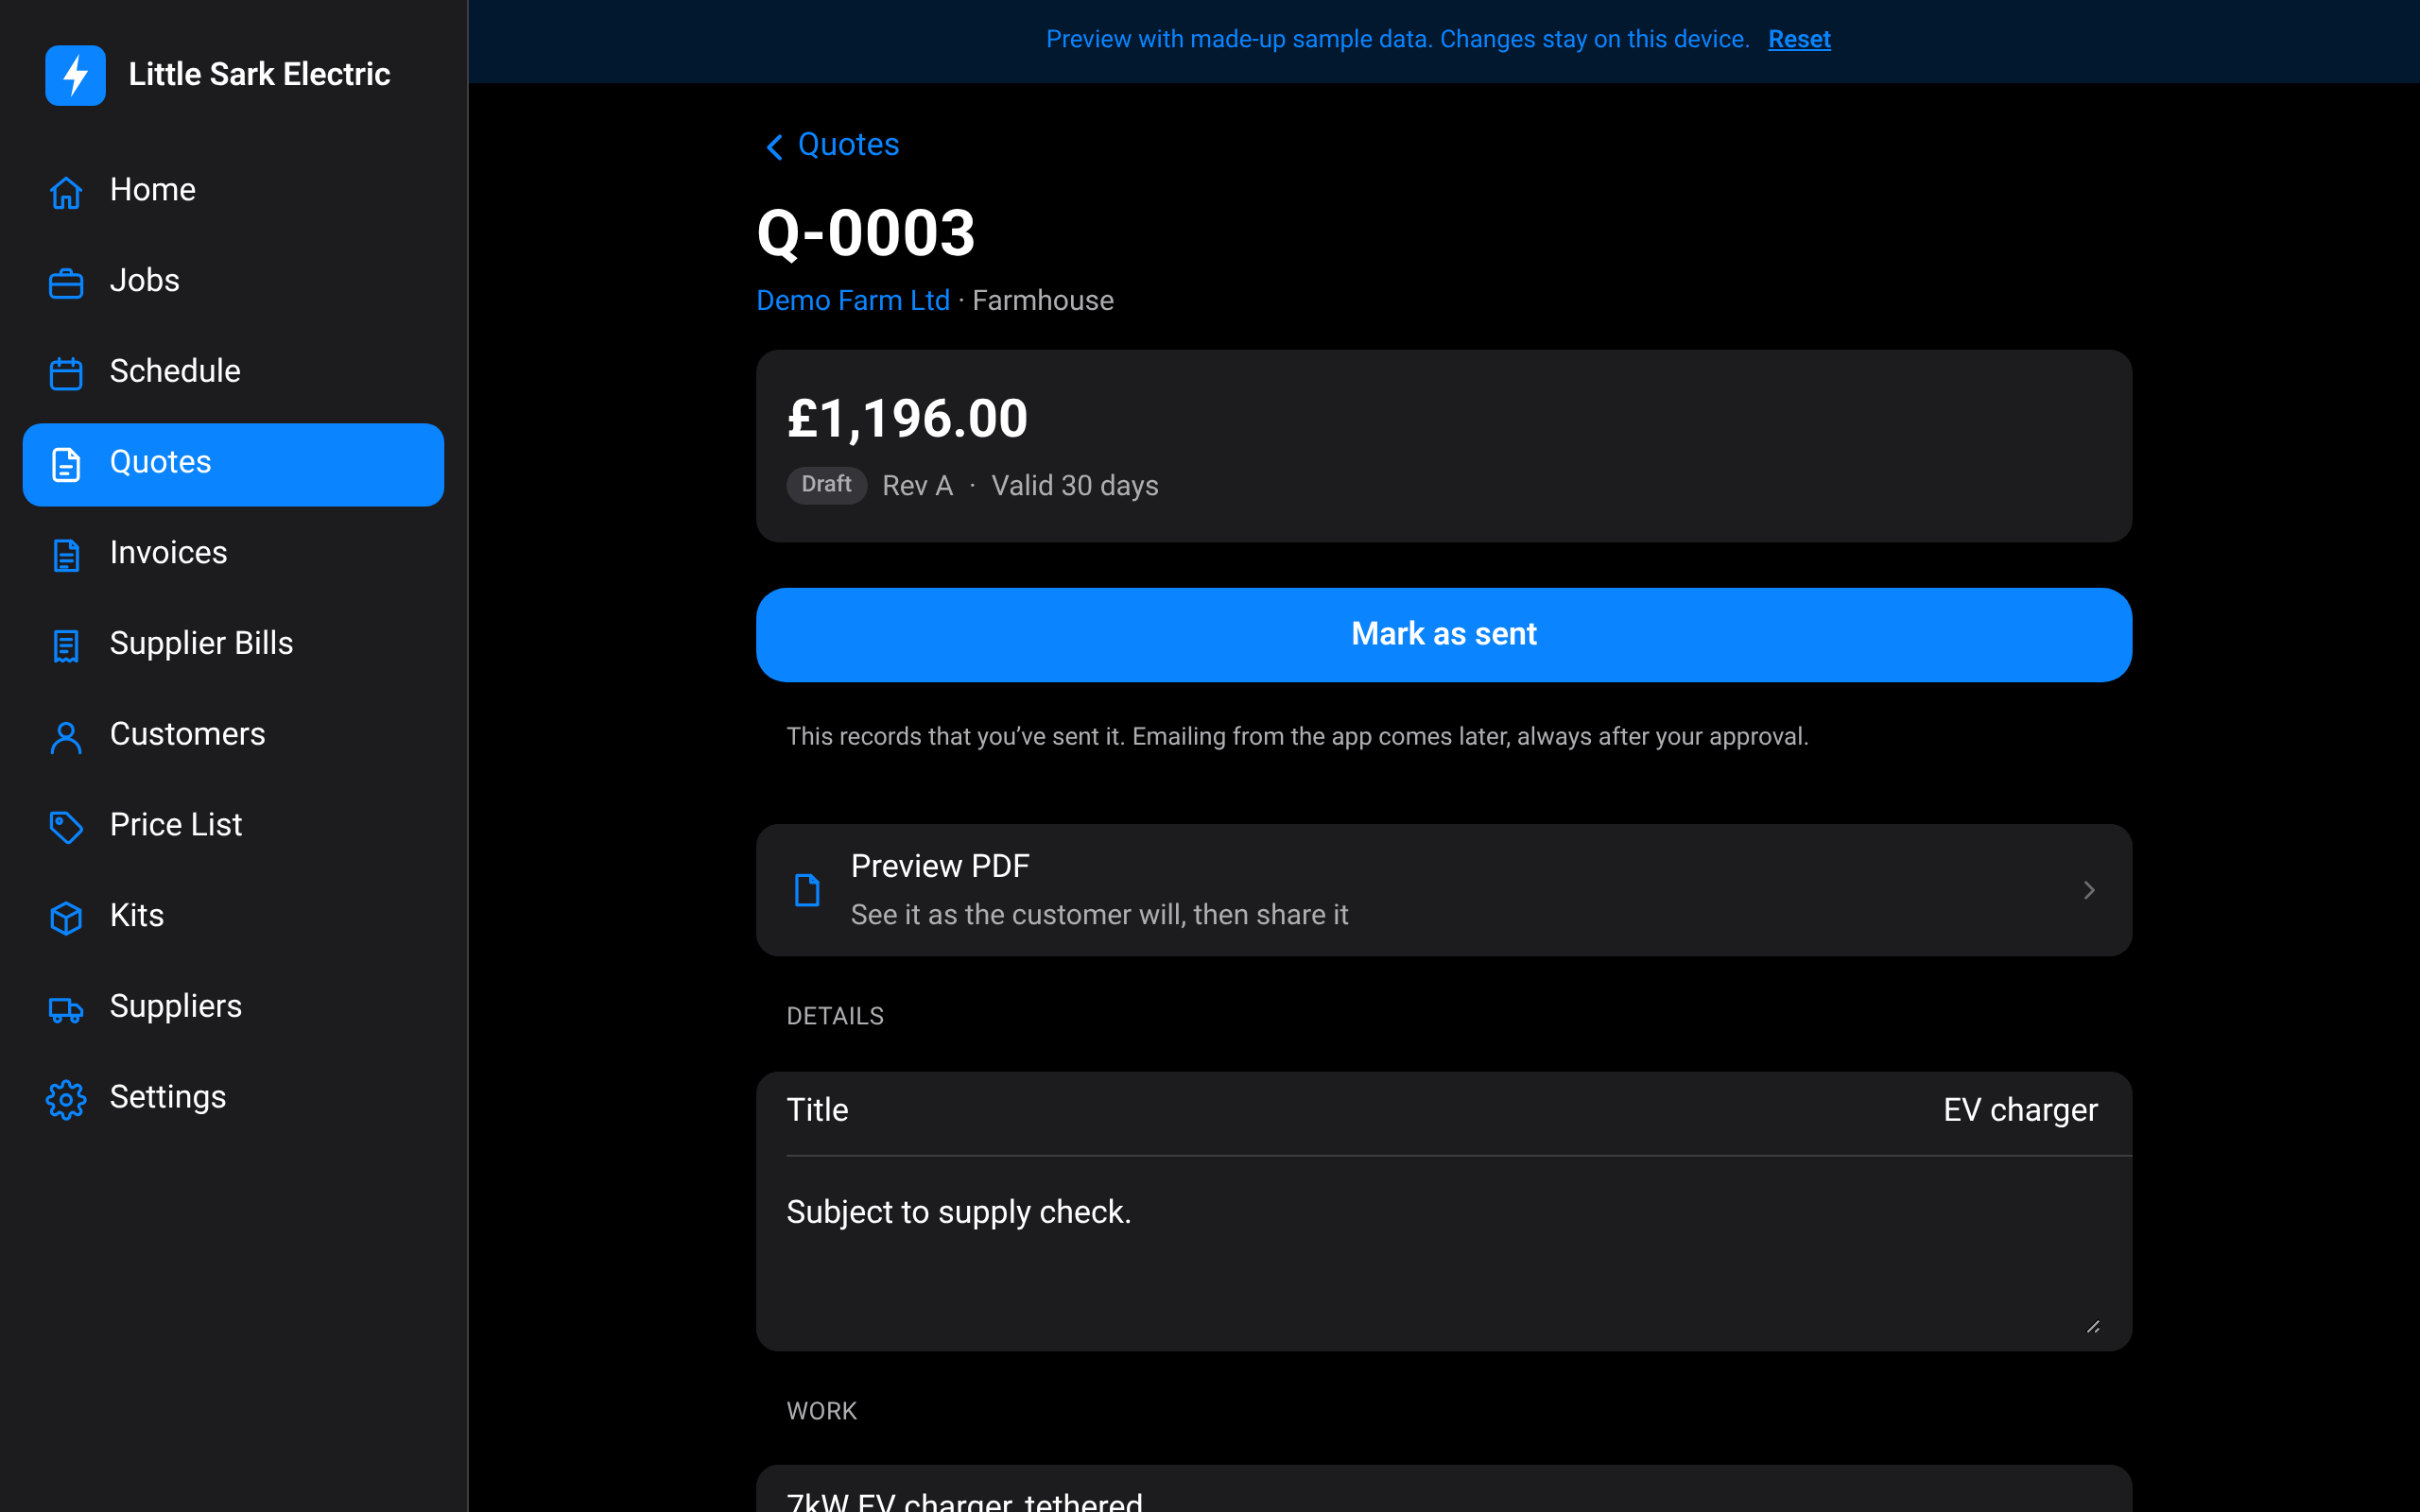 Little Sark Electric
Home
Jobs
Schedule
Quotes
Invoices
Supplier Bills
Customers
Price List
Kits
Suppliers
Settings
Preview with made-up sample data. Changes stay on this device. Reset
Quotes
Q-0003
Demo Farm Ltd · Farmhouse
£1,196.00
Draft Rev A · Valid 30 days
Mark as sent
This records that you’ve sent it. Emailing from the app comes later, always after your approval.
Preview PDF
See it as the customer will, then share it
DETAILS
Title EV charger
Subject to supply check.
WORK
7kW EV charger, tethered